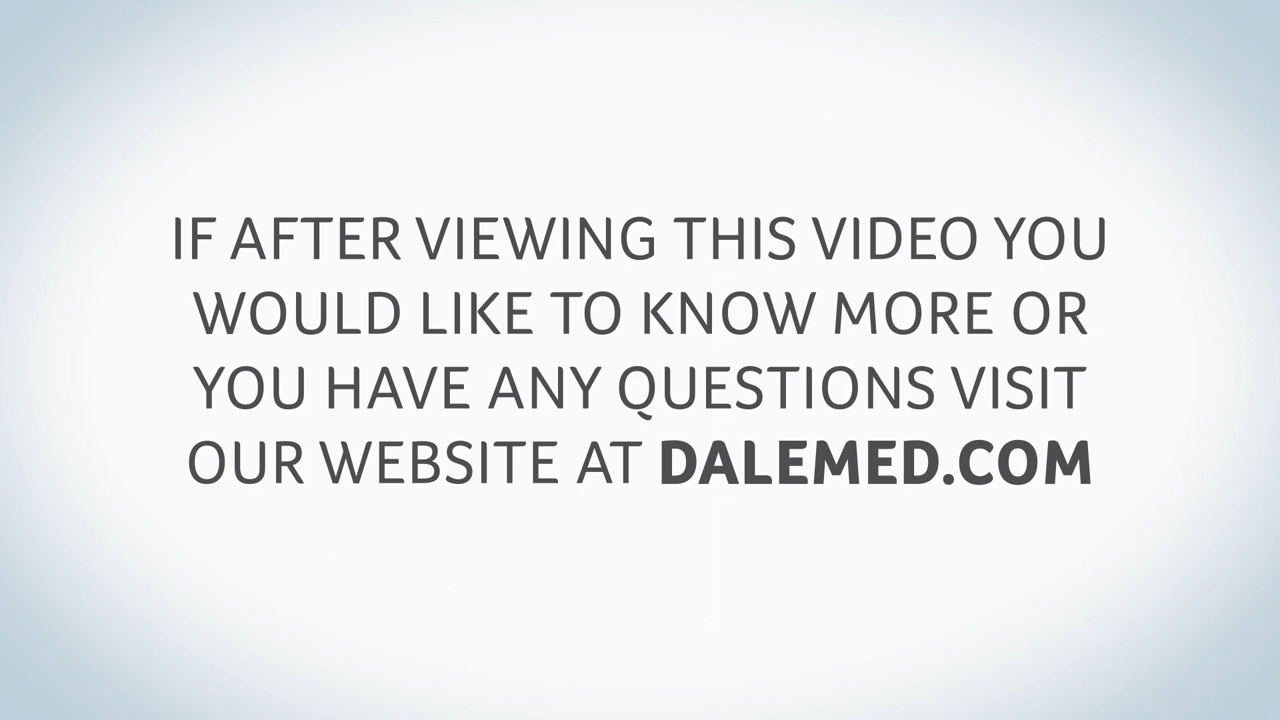 IF AFTER VIEWING THIS VIDEO YOU
WOULD LIKE TO KNOW MORE OR
YOU HAVE ANY QUESTIONS VISIT
OUR WEBSITE AT DALEMED.COM